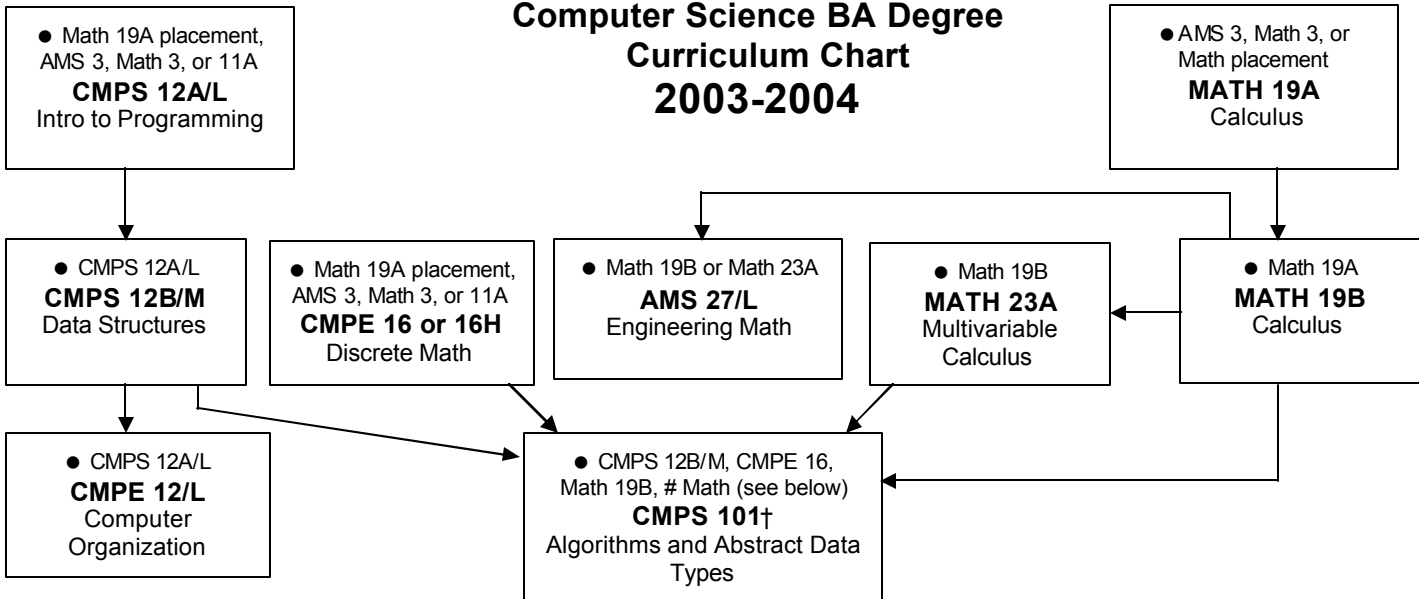 Computer Science BA Degree
Curriculum Chart
2003-2004
● Math 19A placement,
AMS 3, Math 3, or 11A
CMPS 12A/L
Intro to Programming
● AMS 3, Math 3, or
Math placement
MATH 19A
Calculus
● CMPS 12A/L
CMPS 12B/M
Data Structures
● Math 19A placement,
AMS 3, Math 3, or 11A
CMPE 16 or 16H
Discrete Math
● Math 19B or Math 23A
AMS 27/L
Engineering Math
● Math 19B
MATH 23A
Multivariable
Calculus
● Math 19A
MATH 19B
Calculus
● CMPS 12A/L
CMPE 12/L
Computer
Organization
● CMPS 12B/M, CMPE 16,
Math 19B, # Math (see below)
CMPS 101†
Algorithms and Abstract Data
Types